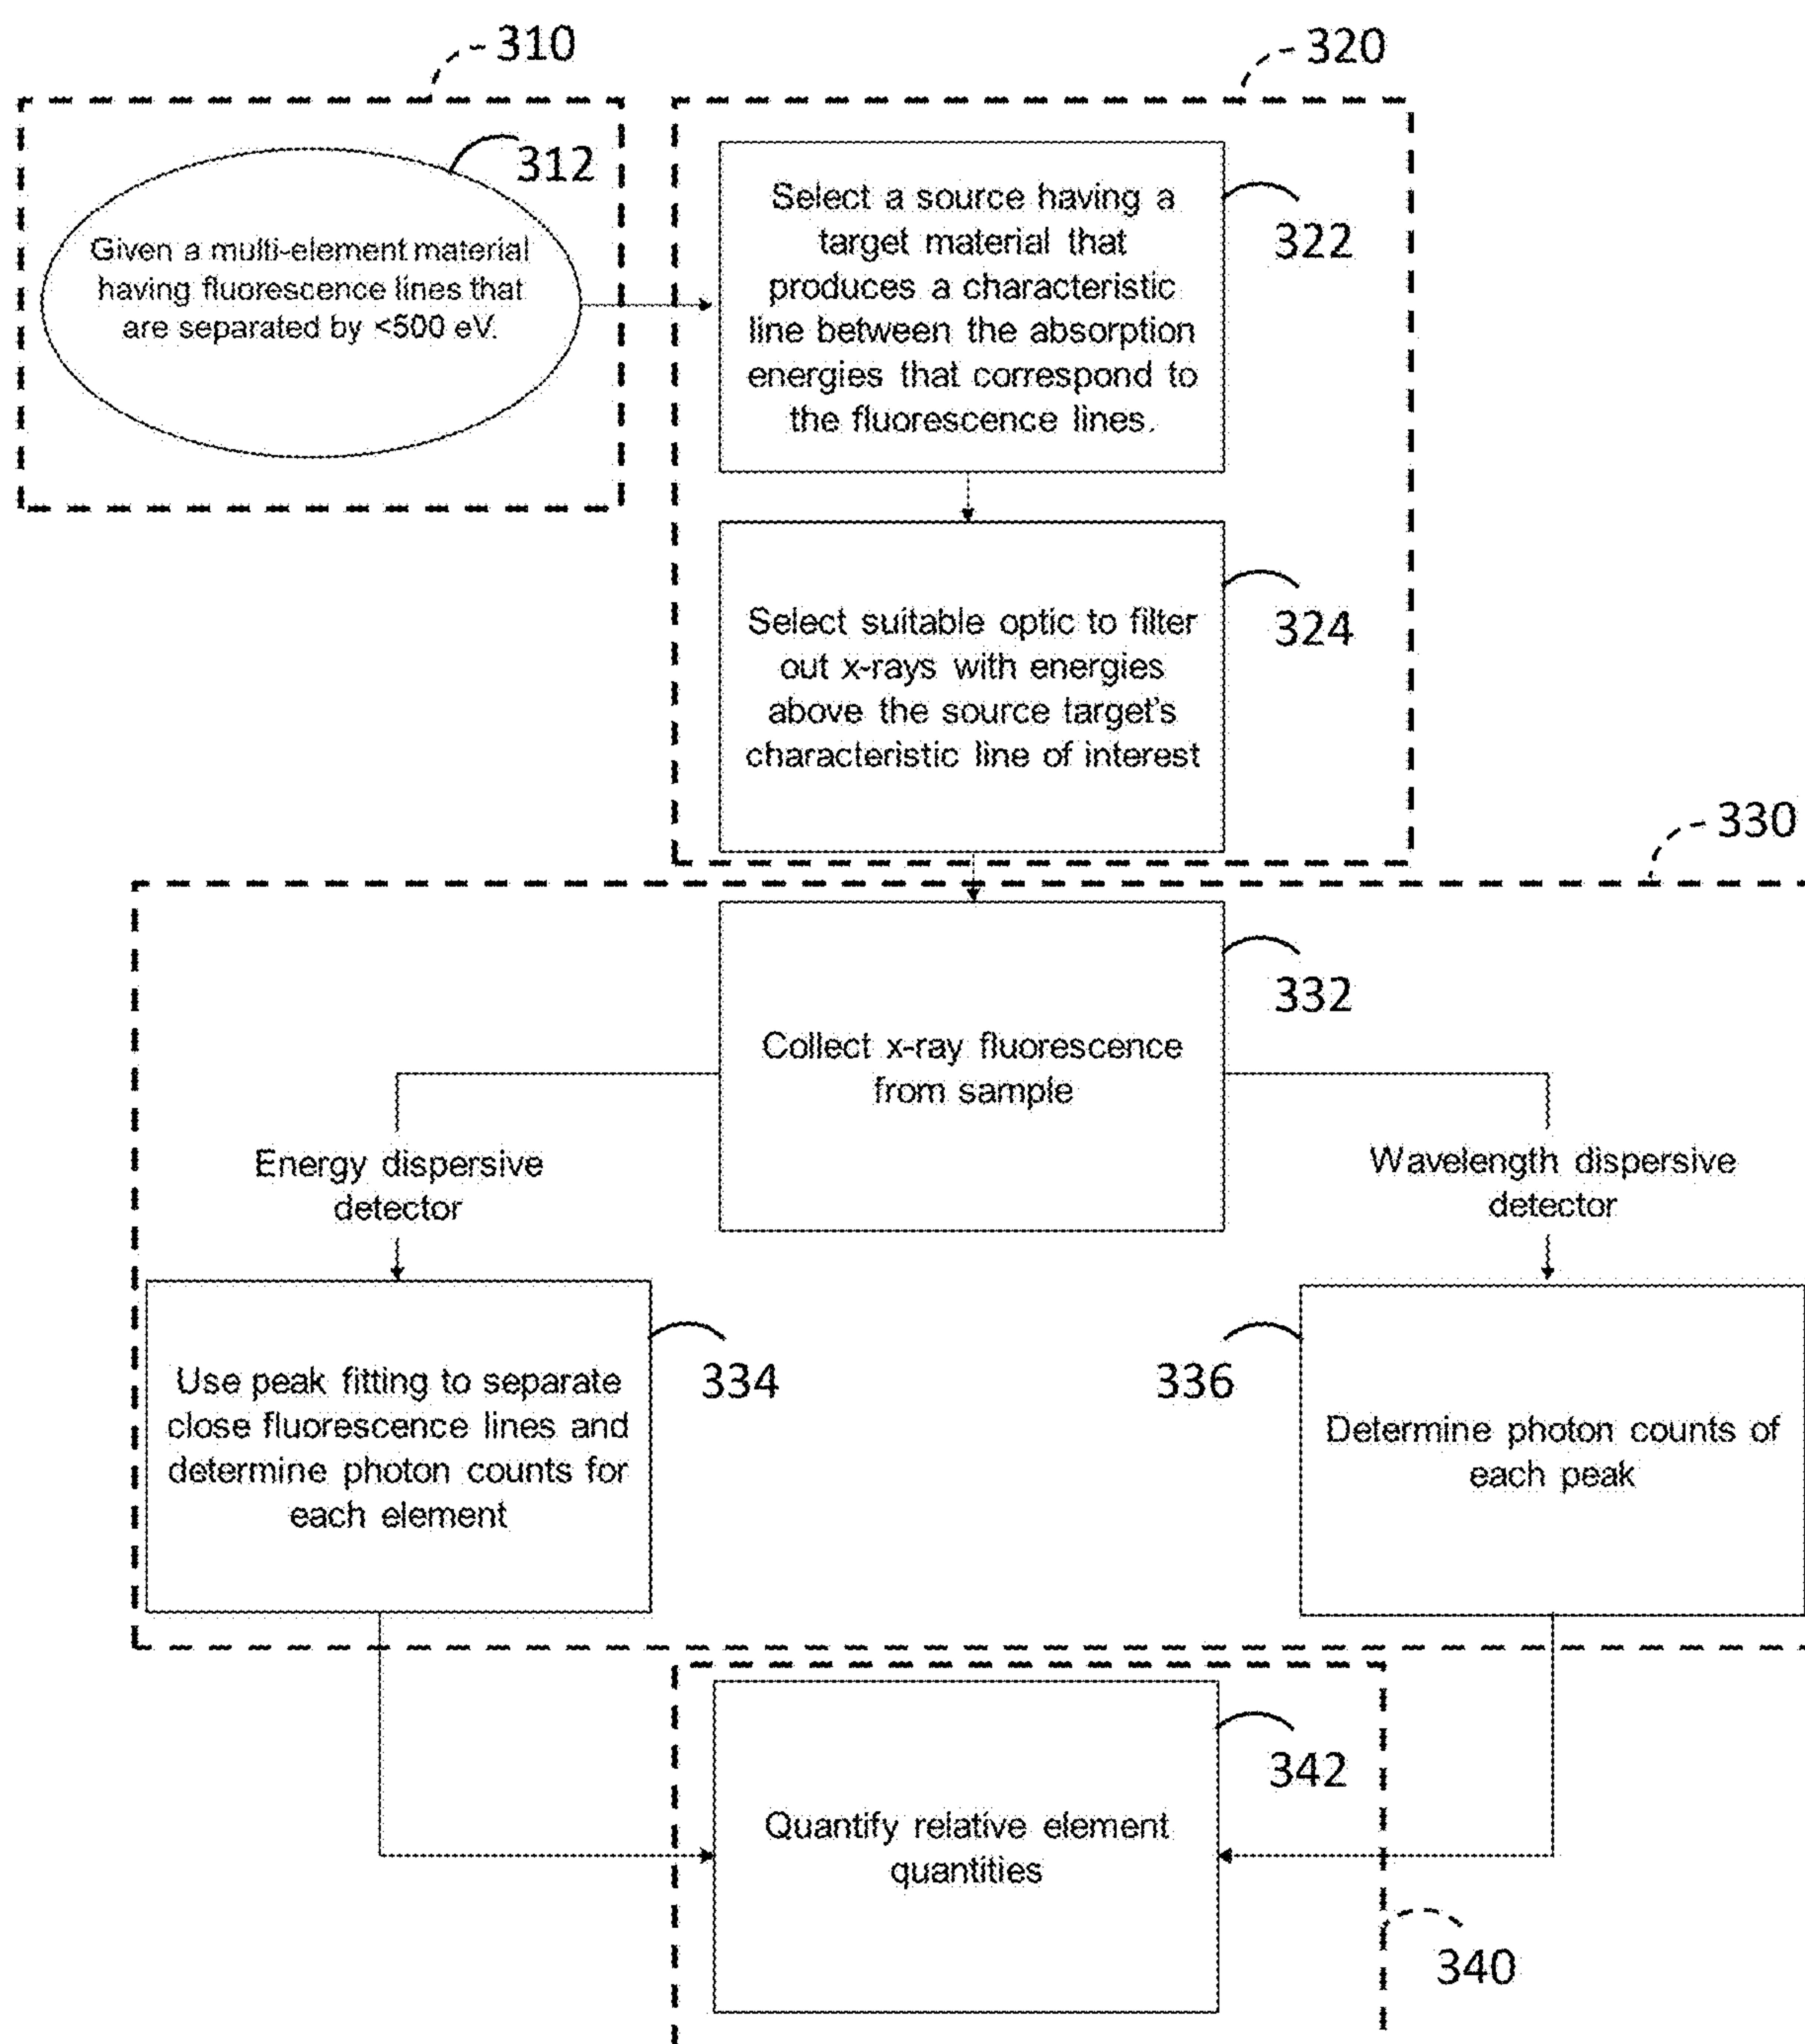 310
320
312
Given a multi-element material
having fluorescence lines that
are separated by <500 eV.
Select a source having a
target material that
produces a characteristic
line between the absorption
energies that correspond to
the fluorescence lines.
322
Select suitable optic to filter
out x-rays with energies
above the source target's
characteristic line of interest
324
330
332
Collect x-ray fluorescence
from sample
Energy dispersive
detector
Wavelength dispersive
detector
Use peak fitting to separate
close fluorescence lines and
determine photon counts for
each element
334
336
Determine photon counts of
each peak
342
Quantify relative element
quantities
340